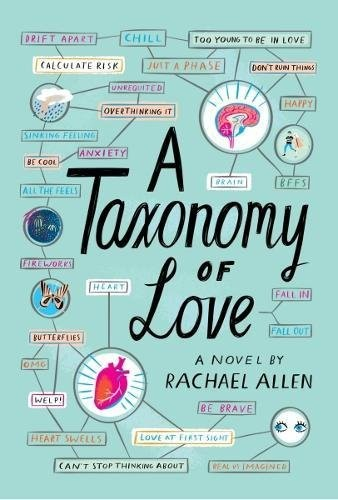 DRIFT APART
CHILL
TOO YOUNG TO BE IN LOVE
CALCULATE RISK
JUST A PHASE
DON'T RUIN THINGS
UNREQUITED
HAPPY
OVERTHINKING IT
SINKING FEELING
ANXIETY
BE COOL
BRAIN
BFFS
ALL THE FEELS
A
Taxonomy
OF
Love
FIREWORKS
HEART
FALL IN
FALL OUT
BUTTERFLIES
A NOVEL BY
RACHAEL ALLEN
OMG
WELP!
BE BRAVE
HEART SWELLS
LOVE AT FIRST SIGHT
CAN'T STOP THINKING ABOUT
REAL VS IMAGINED